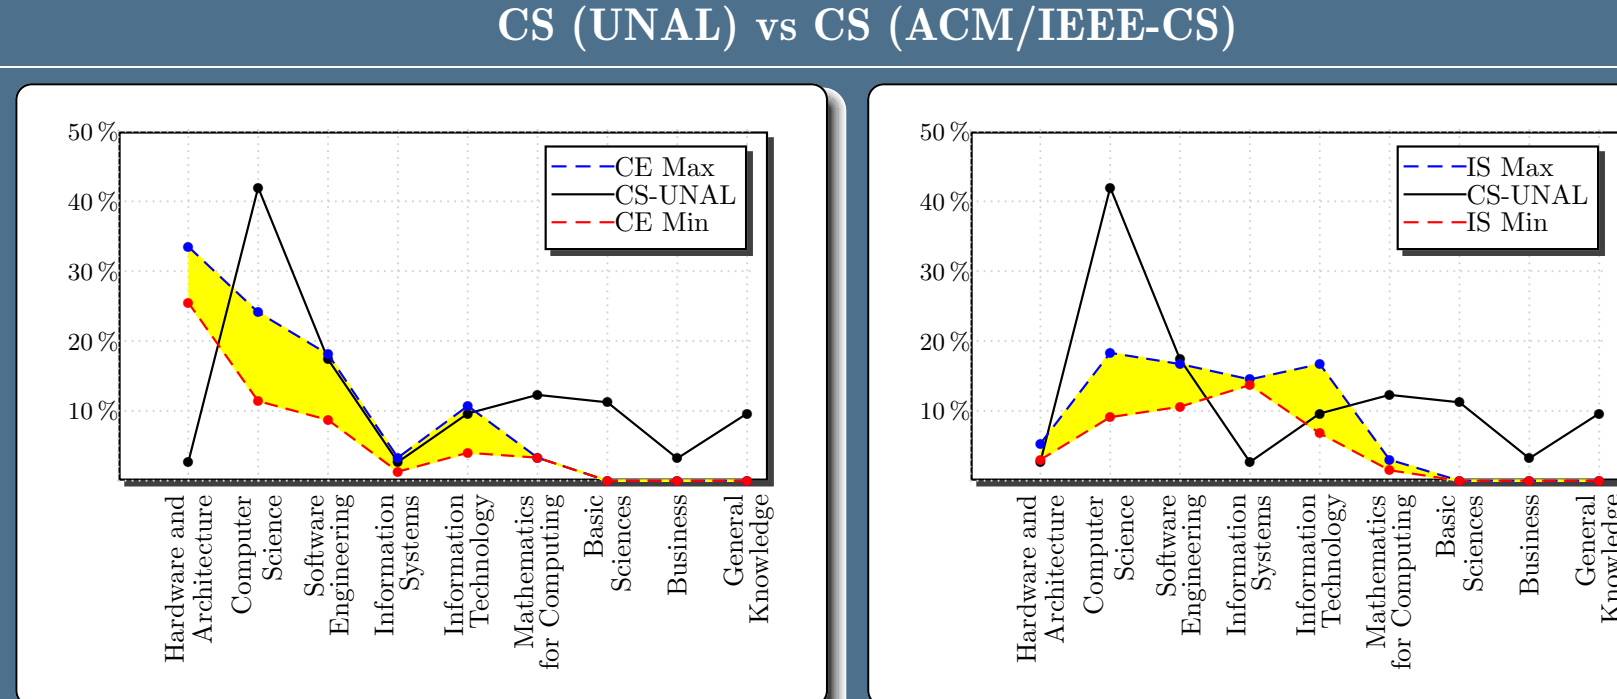 CS (UNAL) vs CS (ACM/IEEE-CS)
50 %
40 %
30 %
20 %
10 %
CE Max
CS-UNAL
CE Min
Hardware and
Architecture
Computer
Science
Software
Engineering
Information
Systems
Information
Technology
Mathematics
for Computing
Basic
Sciences
Business
General
Knowledge
50 %
40 %
30 %
20 %
10 %
IS Max
CS-UNAL
IS Min
Hardware and
Architecture
Computer
Science
Software
Engineering
Information
Systems
Information
Technology
Mathematics
for Computing
Basic
Sciences
Business
General
Knowledge